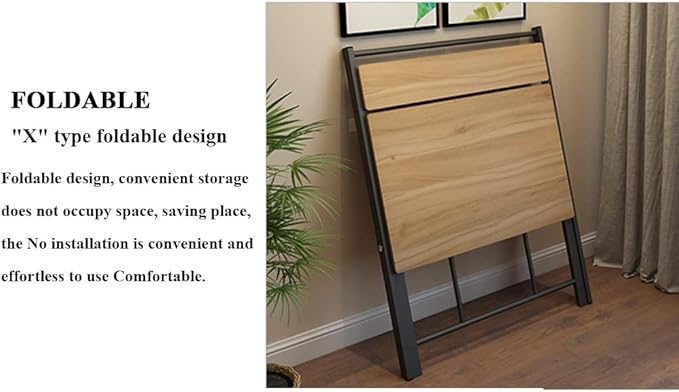 FOLDABLE
"X" type foldable design
Foldable design, convenient storage
does not occupy space, saving place,
the No installation is convenient and
effortless to use Comfortable.